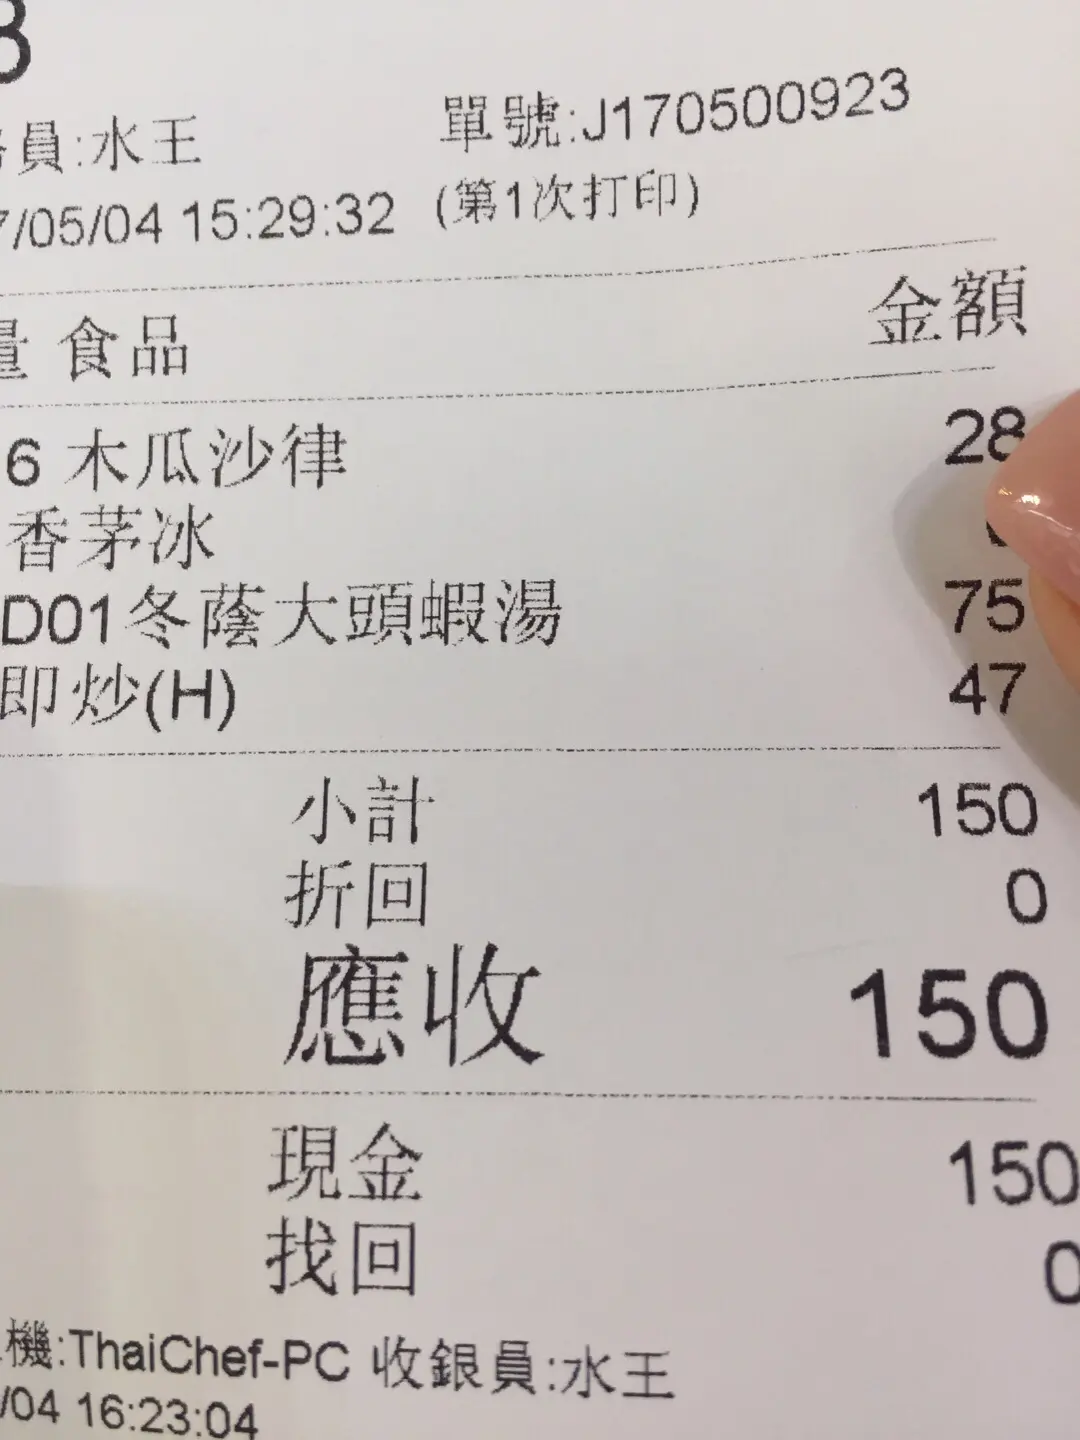 員:水王 單號:J170500923
/05/04 15:29:32 (第1次打印)
量 食品 金額
6 木瓜沙律 28
香茅冰
D01冬蔭大頭蝦湯 75
即炒(H) 47
小計 150
折回 0
應收 150
現金 150
找回 0
機:ThaiChef-PC 收銀員:水王
/04 16:23:04